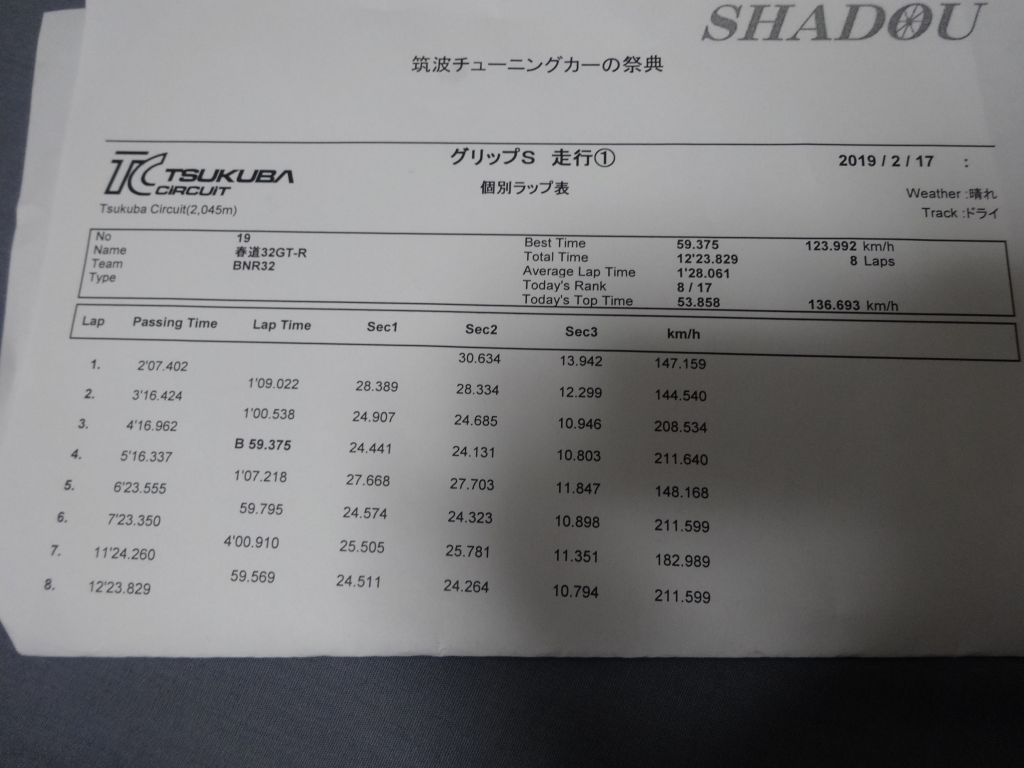 SHADOU
筑波チューニングカーの祭典
TC TSUKUBA CIRCUIT
グリップS 走行①
2019 / 2 / 17 :
個別ラップ表
Weather :晴れ
Tsukuba Circuit(2,045m)
Track :ドライ
No 19 Best Time 59.375 123.992 km/h
Name 春道32GT-R Total Time 12'23.829 8 Laps
Team BNR32 Average Lap Time 1'28.061
Type Today's Rank 8 / 17
Today's Top Time 53.858 136.693 km/h
Lap Passing Time Lap Time Sec1 Sec2 Sec3 km/h
1. 2'07.402 30.634 13.942 147.159
2. 3'16.424 1'09.022 28.389 28.334 12.299 144.540
3. 4'16.962 1'00.538 24.907 24.685 10.946 208.534
4. 5'16.337 B 59.375 24.441 24.131 10.803 211.640
5. 6'23.555 1'07.218 27.668 27.703 11.847 148.168
6. 7'23.350 59.795 24.574 24.323 10.898 211.599
7. 11'24.260 4'00.910 25.505 25.781 11.351 182.989
8. 12'23.829 59.569 24.511 24.264 10.794 211.599